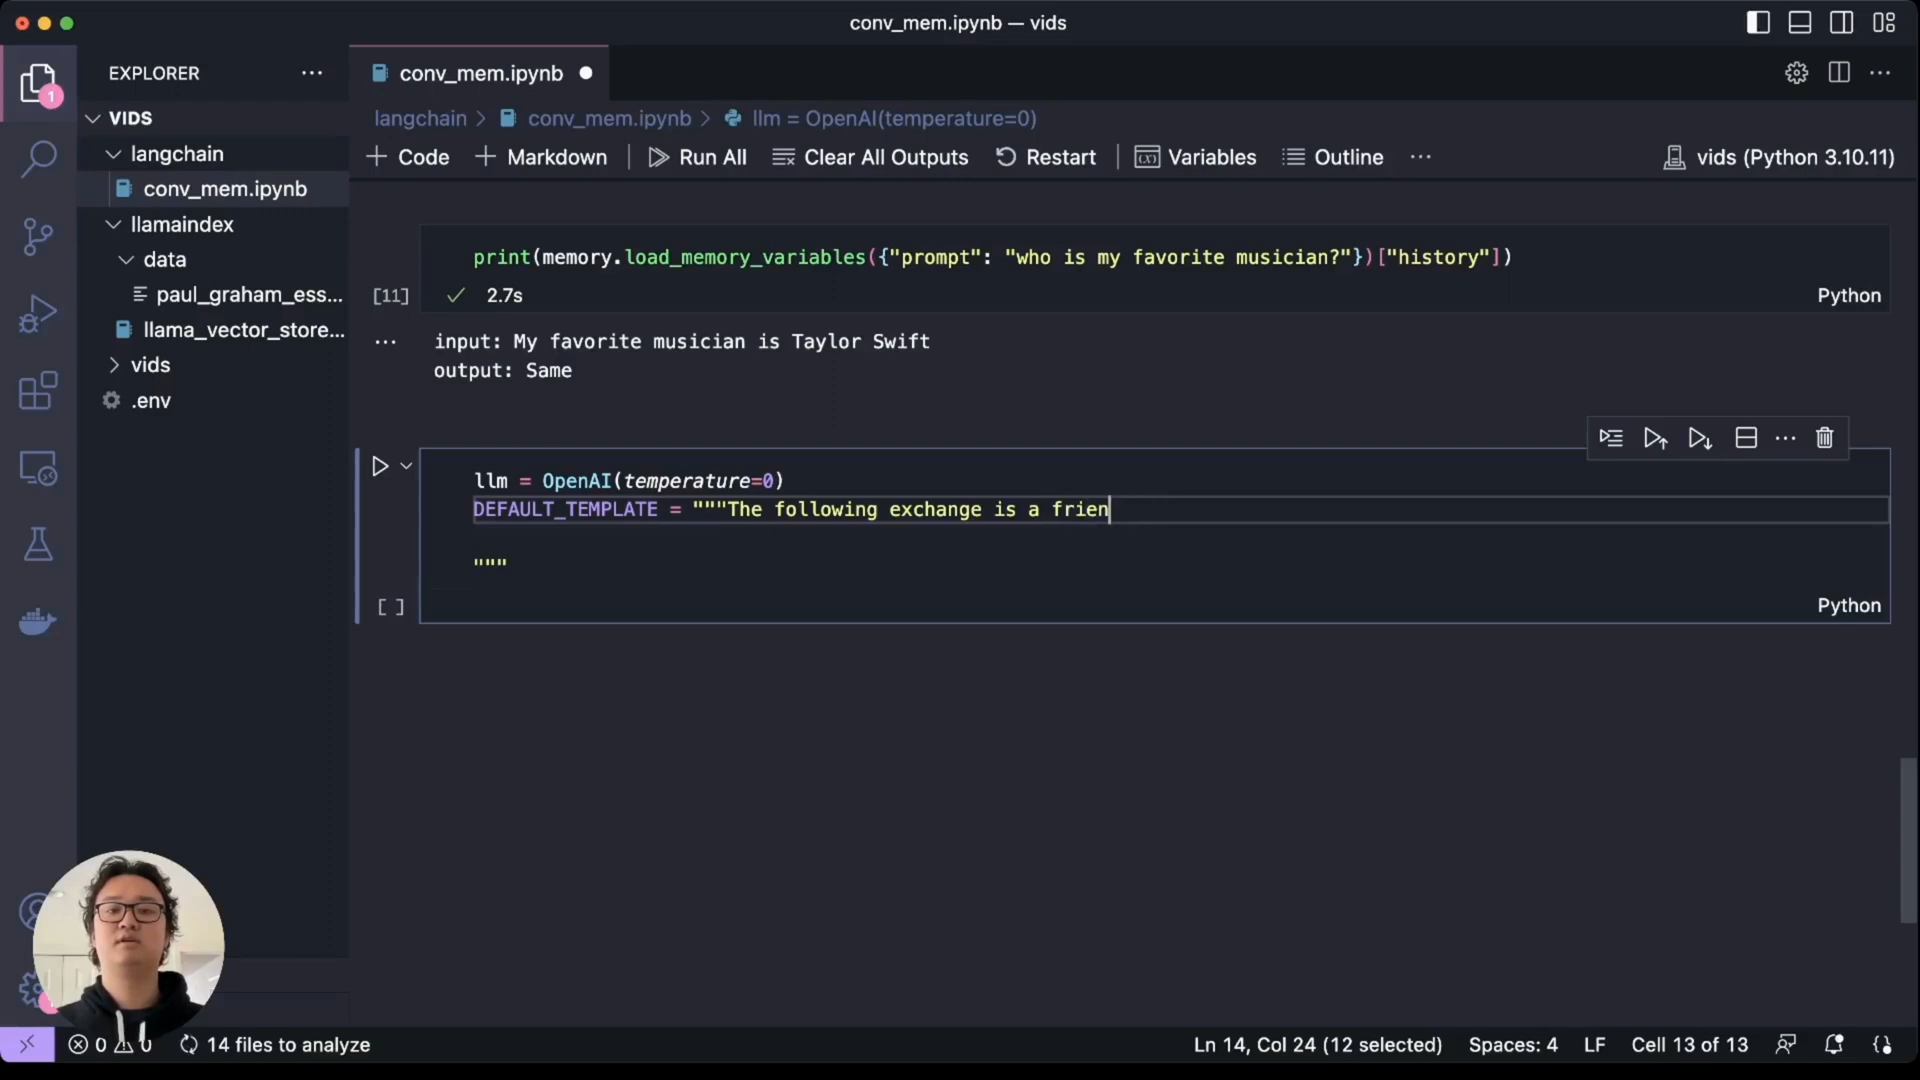 conv_mem.ipynb — vids
EXPLORER
conv_mem.ipynb
VIDS
langchain > conv_mem.ipynb > llm = OpenAI(temperature=0)
langchain
Code Markdown Run All Clear All Outputs Restart Variables Outline vids (Python 3.10.11)
conv_mem.ipynb
llamaindex
data
paul_graham_ess...
llama_vector_store...
vids
.env
1
print(memory.load_memory_variables({"prompt": "who is my favorite musician?"})["history"])
[11] 2.7s Python
input: My favorite musician is Taylor Swift
output: Same
llm = OpenAI(temperature=0)
DEFAULT_TEMPLATE = """The following exchange is a frien
"""
[ ] Python
0 0 14 files to analyze Ln 14, Col 24 (12 selected) Spaces: 4 LF Cell 13 of 13